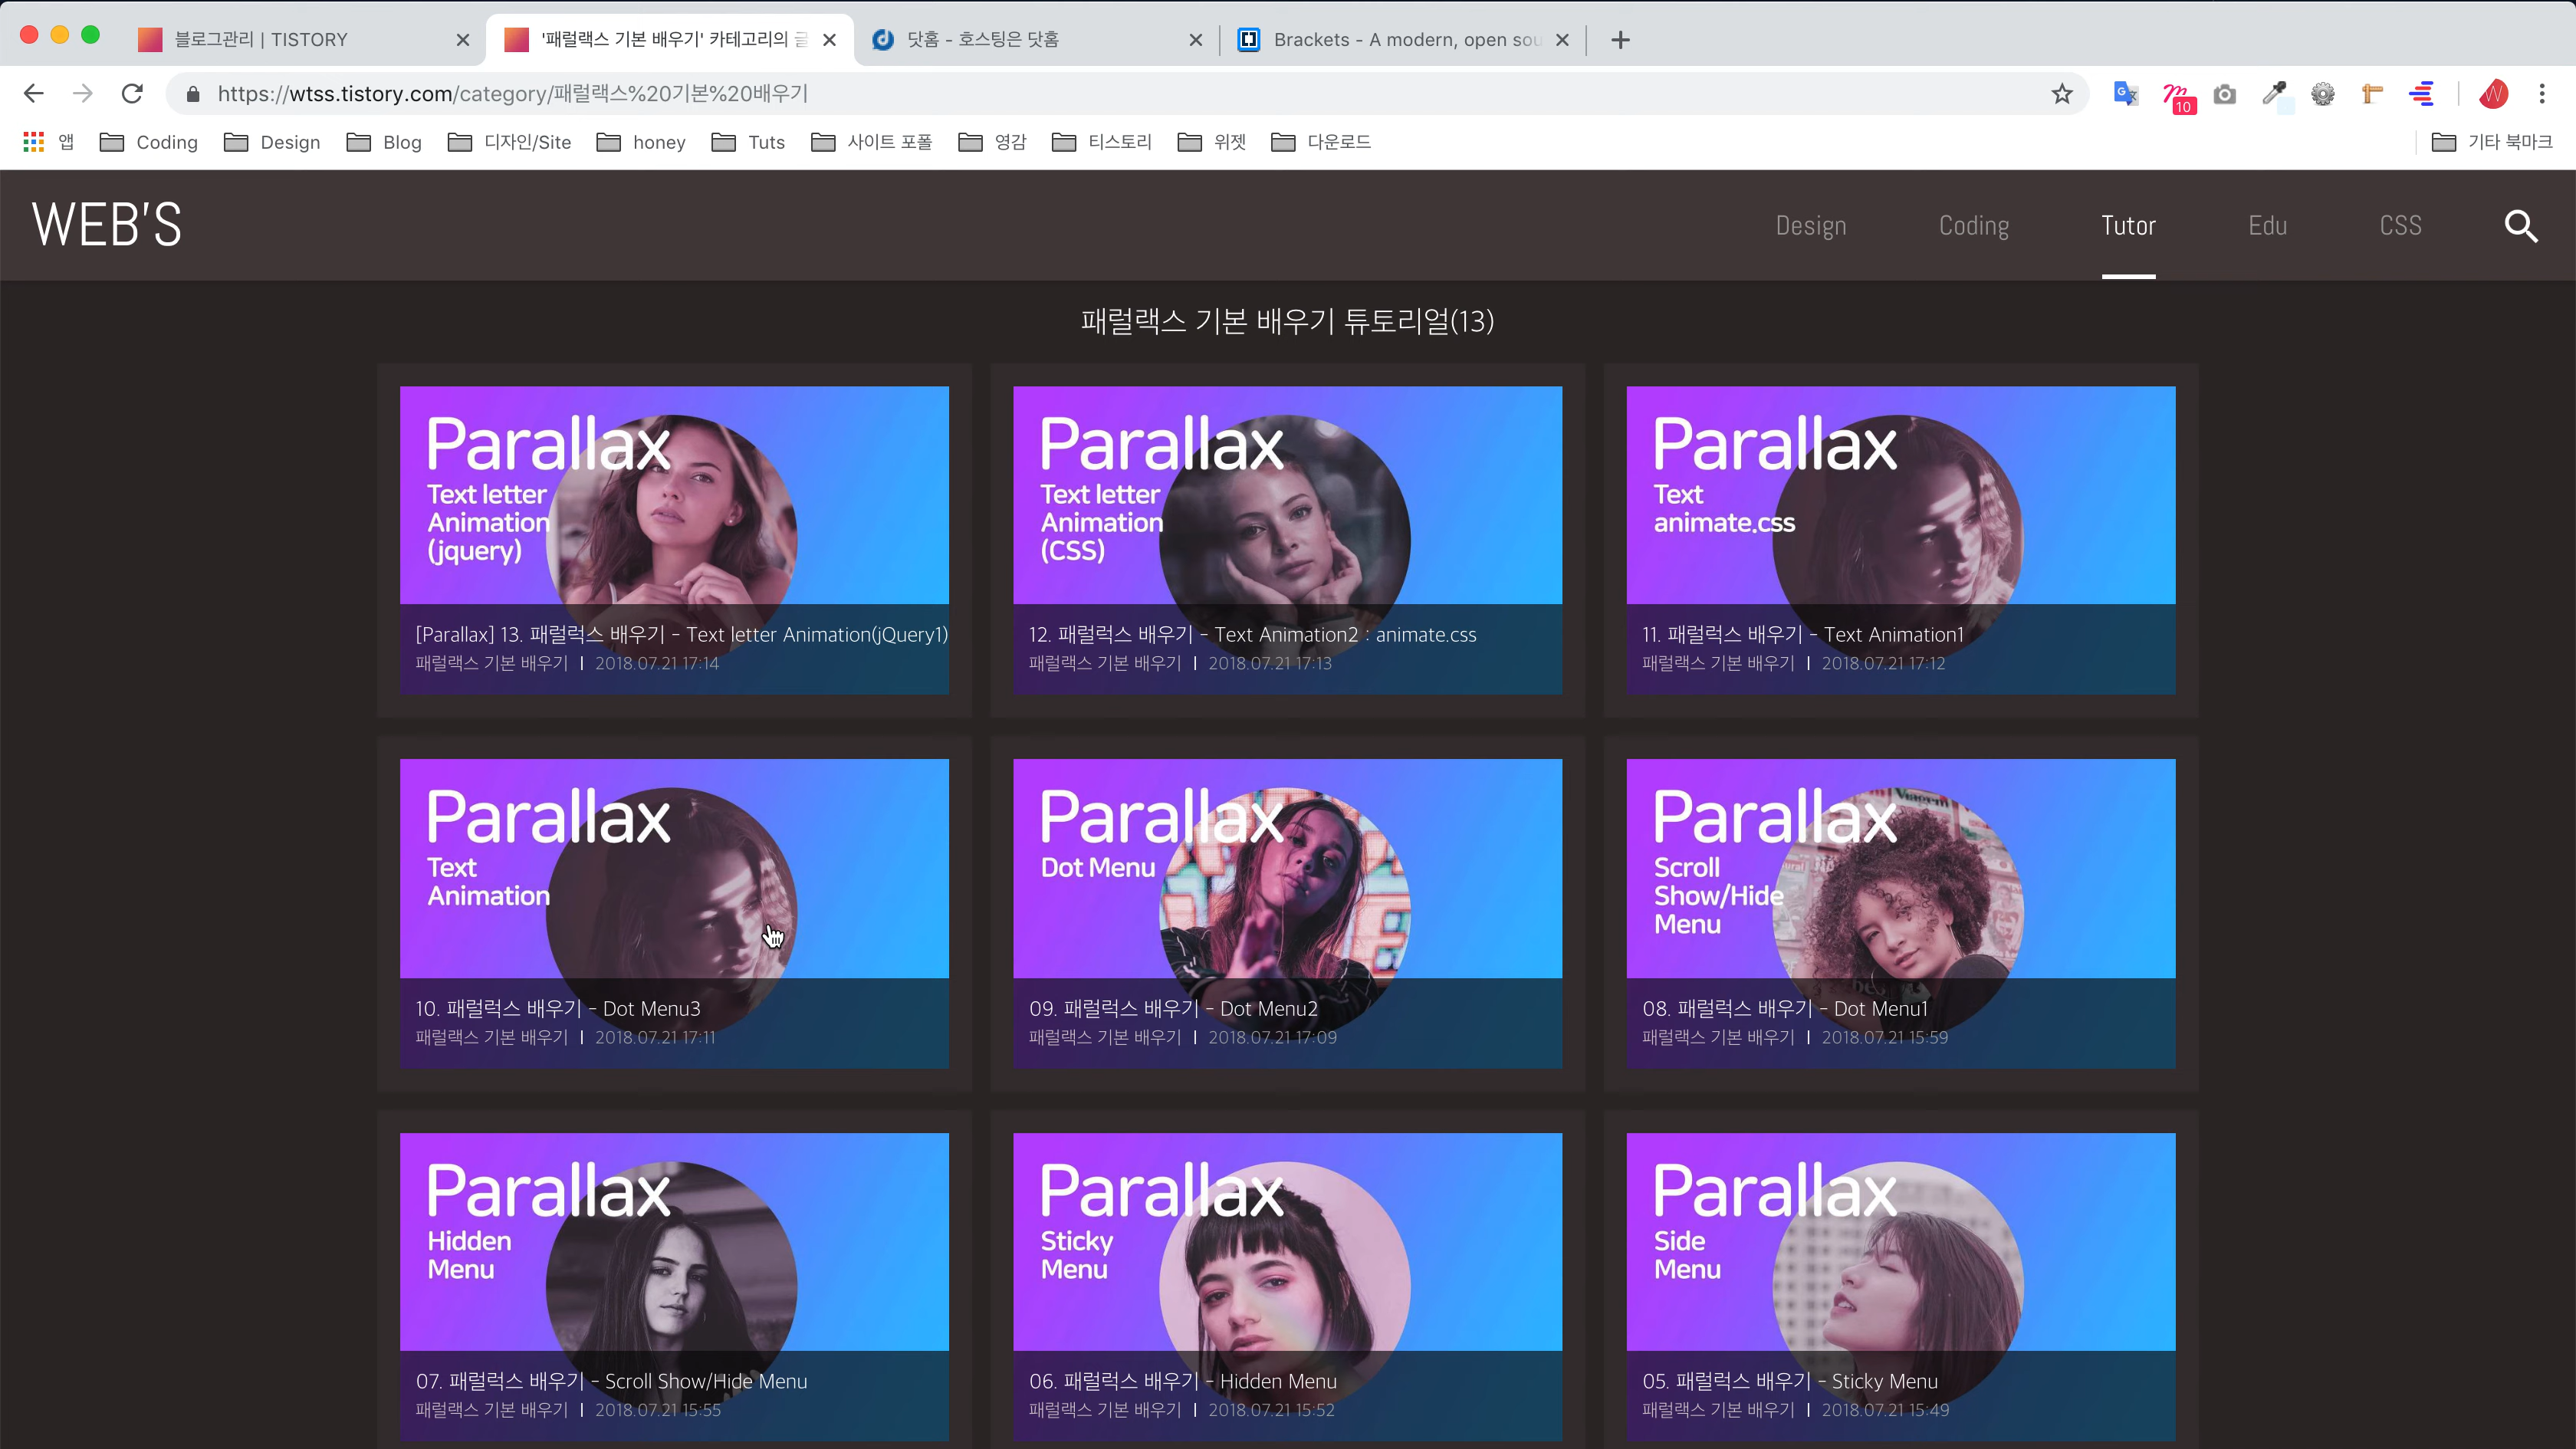 블로그관리 | TISTORY
'패럴랙스 기본 배우기' 카테고리의 글
닷홈 - 호스팅은 닷홈
Brackets - A modern, open sou
https://wtss.tistory.com/category/패럴랙스%20기본%20배우기
10
앱
Coding
Design
Blog
디자인/Site
honey
Tuts
사이트 포폴
영감
티스토리
위젯
다운로드
기타 북마크
WEB'S
Design
Coding
Tutor
Edu
CSS
패럴랙스 기본 배우기 튜토리얼(13)
Parallax
Text letter
Animation
(jquery)
[Parallax] 13. 패럴럭스 배우기 - Text letter Animation(jQuery1)
패럴랙스 기본 배우기 | 2018.07.21 17:14
Parallax
Text letter
Animation
(CSS)
12. 패럴럭스 배우기 - Text Animation2 : animate.css
패럴랙스 기본 배우기 | 2018.07.21 17:13
Parallax
Text
animate.css
11. 패럴럭스 배우기 - Text Animation1
패럴랙스 기본 배우기 | 2018.07.21 17:12
Parallax
Text
Animation
10. 패럴럭스 배우기 - Dot Menu3
패럴랙스 기본 배우기 | 2018.07.21 17:11
Parallax
Dot Menu
09. 패럴럭스 배우기 - Dot Menu2
패럴랙스 기본 배우기 | 2018.07.21 17:09
Parallax
Scroll
Show/Hide
Menu
08. 패럴럭스 배우기 - Dot Menu1
패럴랙스 기본 배우기 | 2018.07.21 15:59
Parallax
Hidden
Menu
07. 패럴럭스 배우기 - Scroll Show/Hide Menu
패럴랙스 기본 배우기 | 2018.07.21 15:55
Parallax
Sticky
Menu
06. 패럴럭스 배우기 - Hidden Menu
패럴랙스 기본 배우기 | 2018.07.21 15:52
Parallax
Side
Menu
05. 패럴럭스 배우기 - Sticky Menu
패럴랙스 기본 배우기 | 2018.07.21 15:49